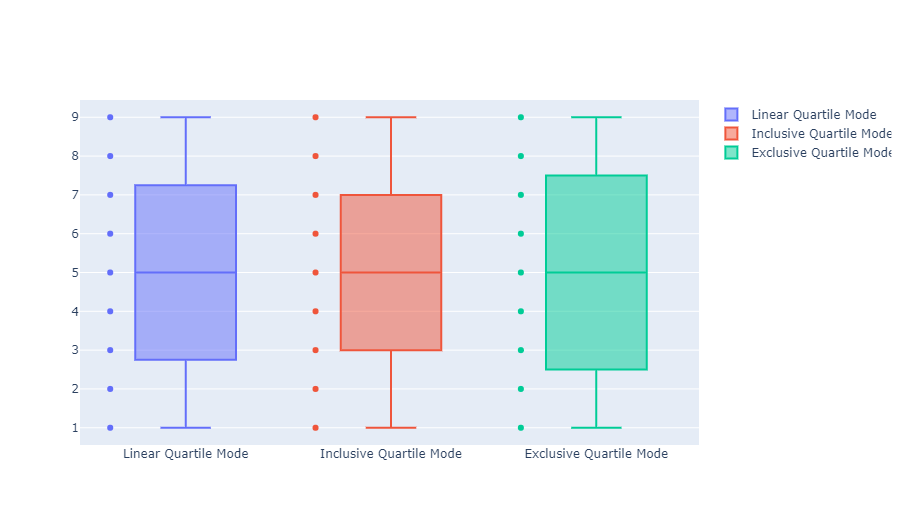 9
8
7
6
5
4
3
2
1
Linear Quartile Mode
Inclusive Quartile Mode
Exclusive Quartile Mode
Linear Quartile Mode
Inclusive Quartile Mode
Exclusive Quartile Mode